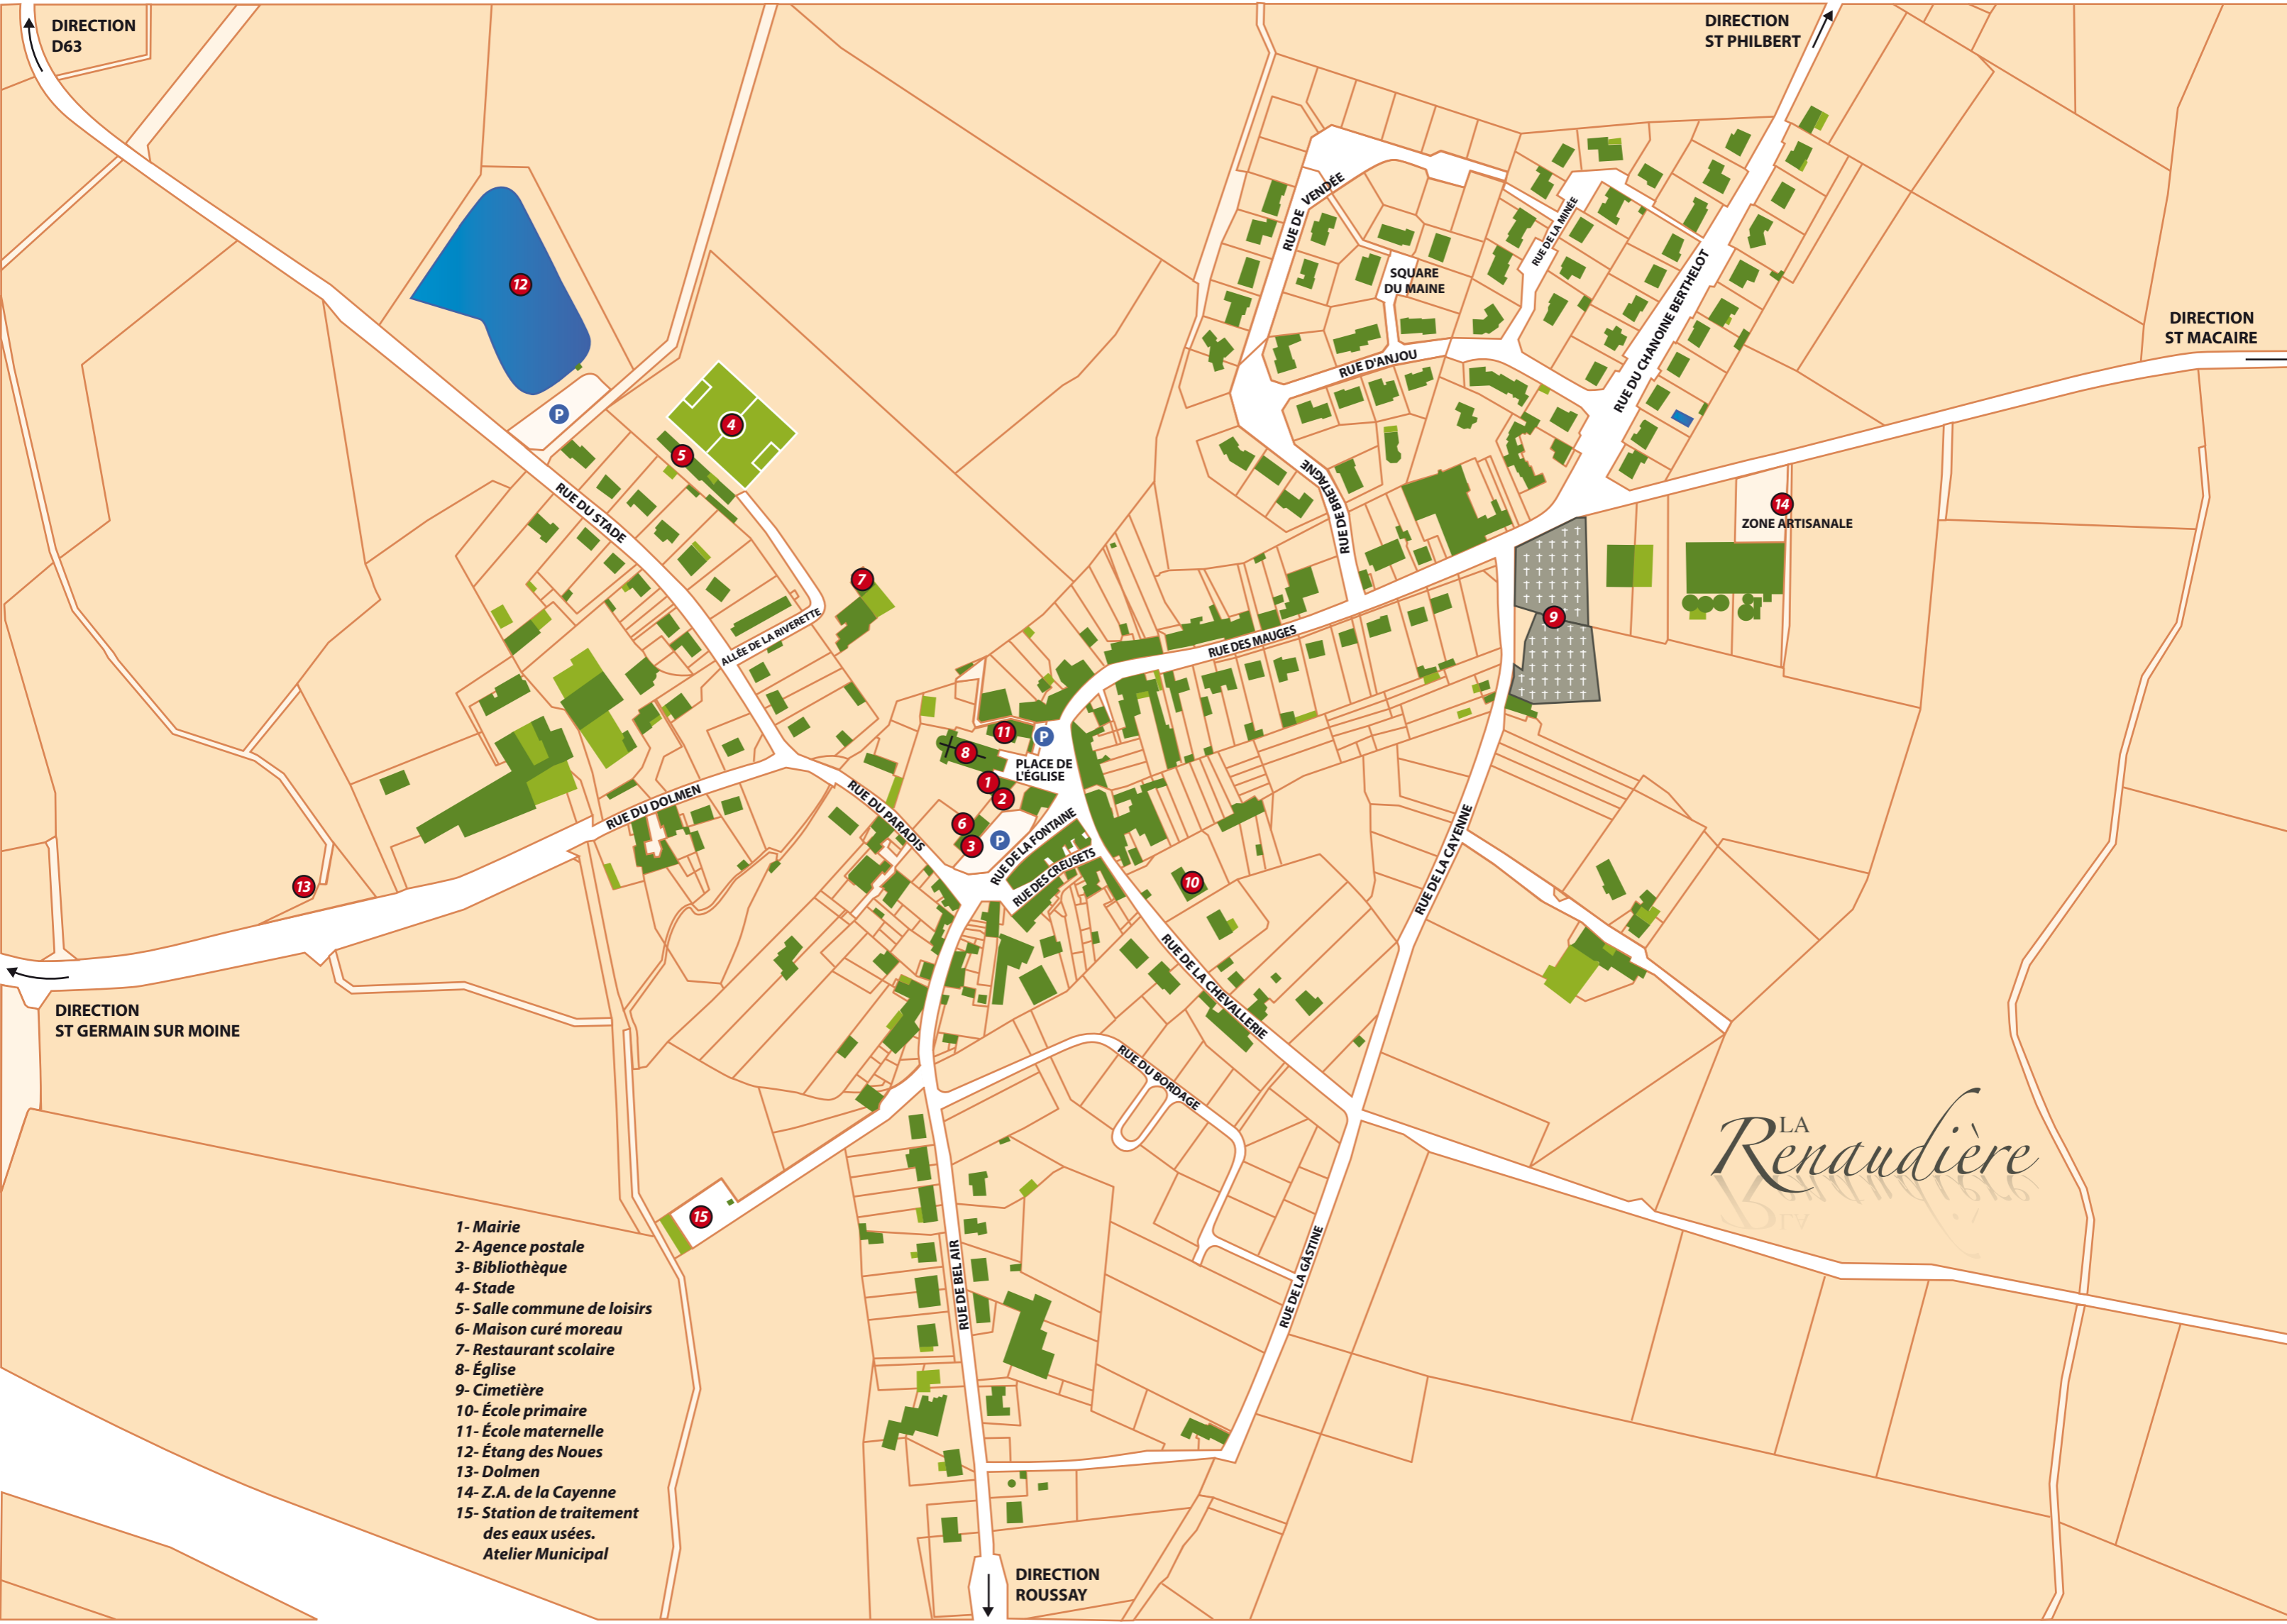 DIRECTION
D63
DIRECTION
ST PHILBERT
RUE DE VENDÉE
RUE DE LA MINÉE
SQUARE
DU MAINE
12
DIRECTION
ST MACAIRE
RUE DU CHANOINE BERTHELOT
RUE D'ANJOU
P
4
5
RUE DE BRETAGNE
RUE DU STADE
14
ZONE ARTISANALE
7
ALLÉE DE LA RIVERETTE
9
RUE DES MAUGES
11
P
8
PLACE DE
L'ÉGLISE
1
2
RUE DU DOLMEN
RUE DU PARADIS
6
P
3
RUE DE LA FONTAINE
RUE DES CREUSETS
RUE DE LA CAYENNE
10
13
RUE DE LA CHEVALLERIE
DIRECTION
ST GERMAIN SUR MOINE
RUE DU BORDAGE
LA
Renaudière
15
RUE DE BEL AIR
RUE DE LA GÂSTINE
1- Mairie
2- Agence postale
3- Bibliothèque
4- Stade
5- Salle commune de loisirs
6- Maison curé moreau
7- Restaurant scolaire
8- Église
9- Cimetière
10- École primaire
11- École maternelle
12- Étang des Noues
13- Dolmen
14- Z.A. de la Cayenne
15- Station de traitement
des eaux usées.
Atelier Municipal
DIRECTION
ROUSSAY